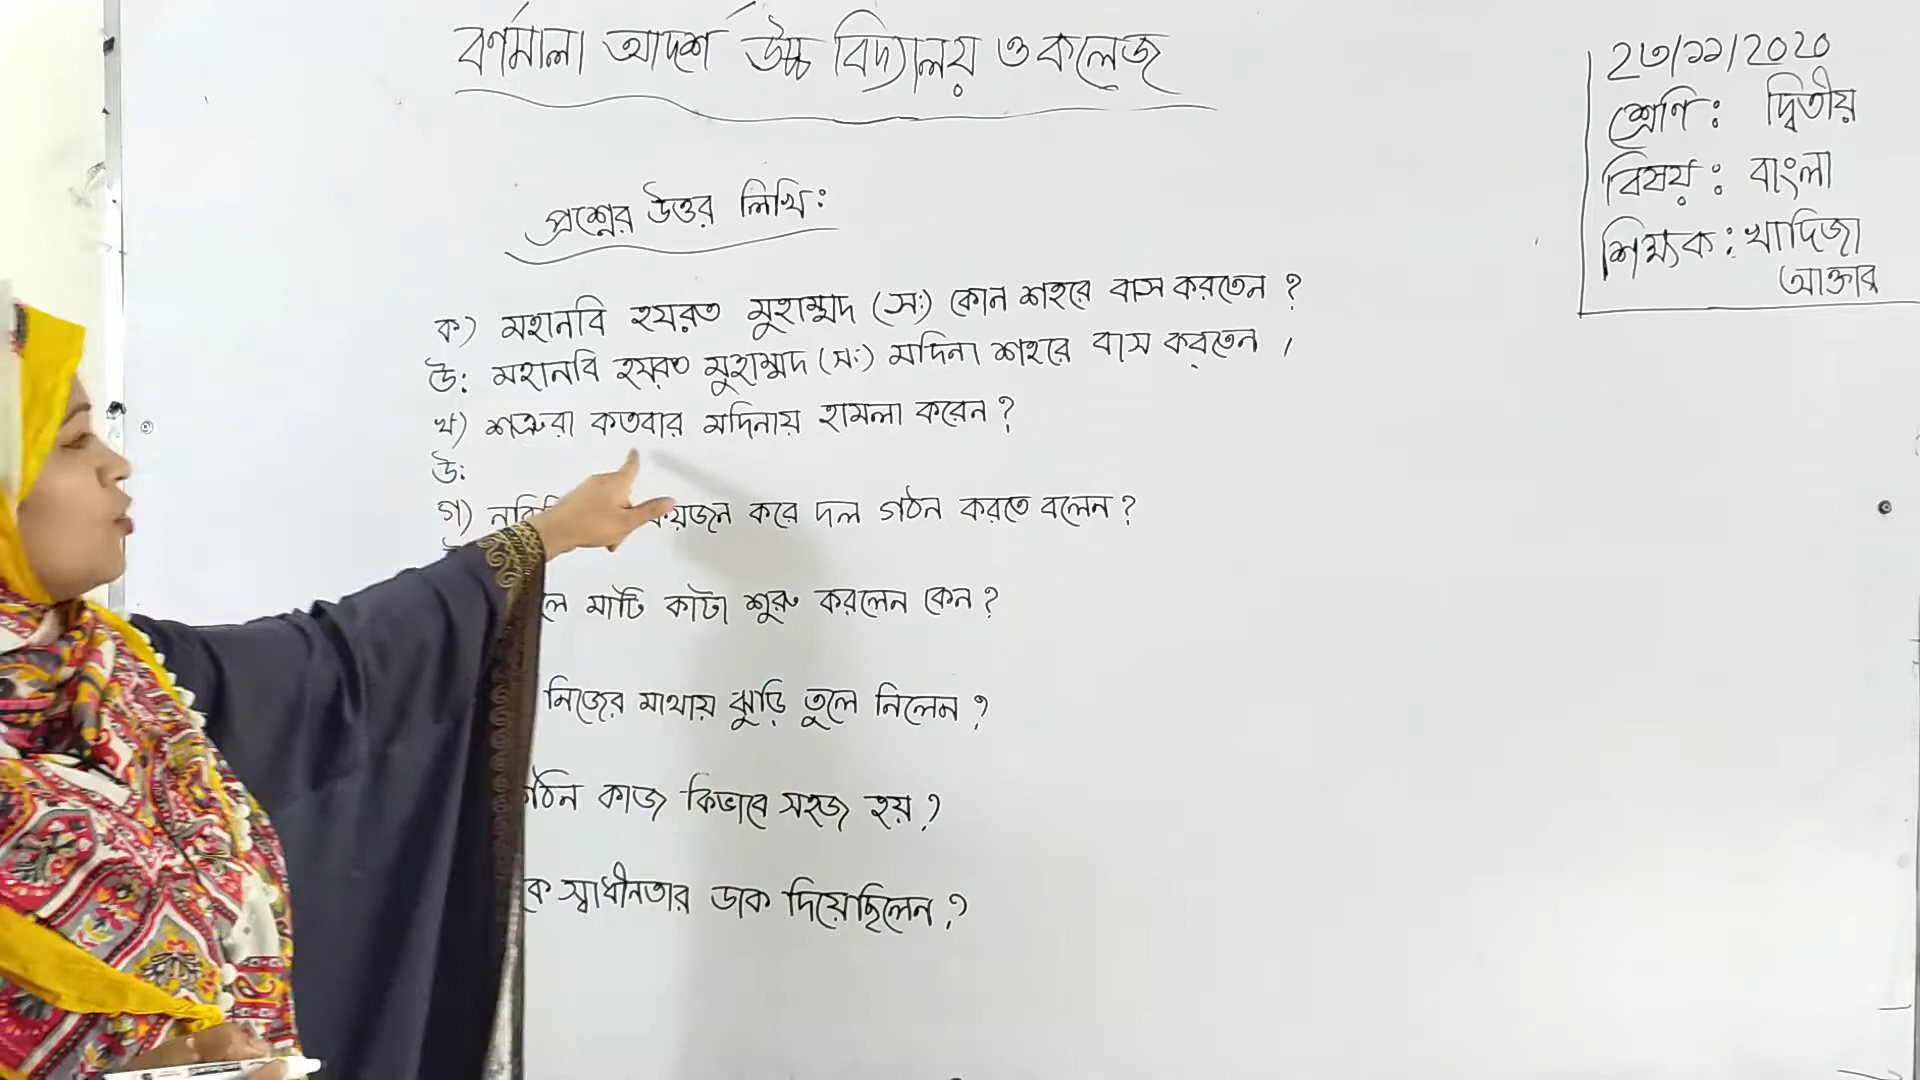 বর্ণমালা আদর্শ উচ্চ বিদ্যালয় ও কলেজ
২৩/১১/২০২০
শ্রেণি: দ্বিতীয়
বিষয়: বাংলা
শিক্ষক: খাদিজা
আক্তার
প্রশ্নের উত্তর লিখি:
ক) মহানবি হযরত মুহাম্মদ (স:) কোন শহরে বাস করতেন ?
উ: মহানবি হযরত মুহাম্মদ (স:) মদিনা শহরে বাস করতেন ।
খ) শত্রুরা কতবার মদিনায় হামলা করেন ?
উ:
গ) কয়জন করে দল গঠন করতে বলেন ?
মাটি কাটা শুরু করলেন কেন ?
নিজের মাথায় ঝুড়ি তুলে নিলেন ?
কাজ কিভাবে সহজ হয় ?
কে স্বাধীনতার ডাক দিয়েছিলেন ?